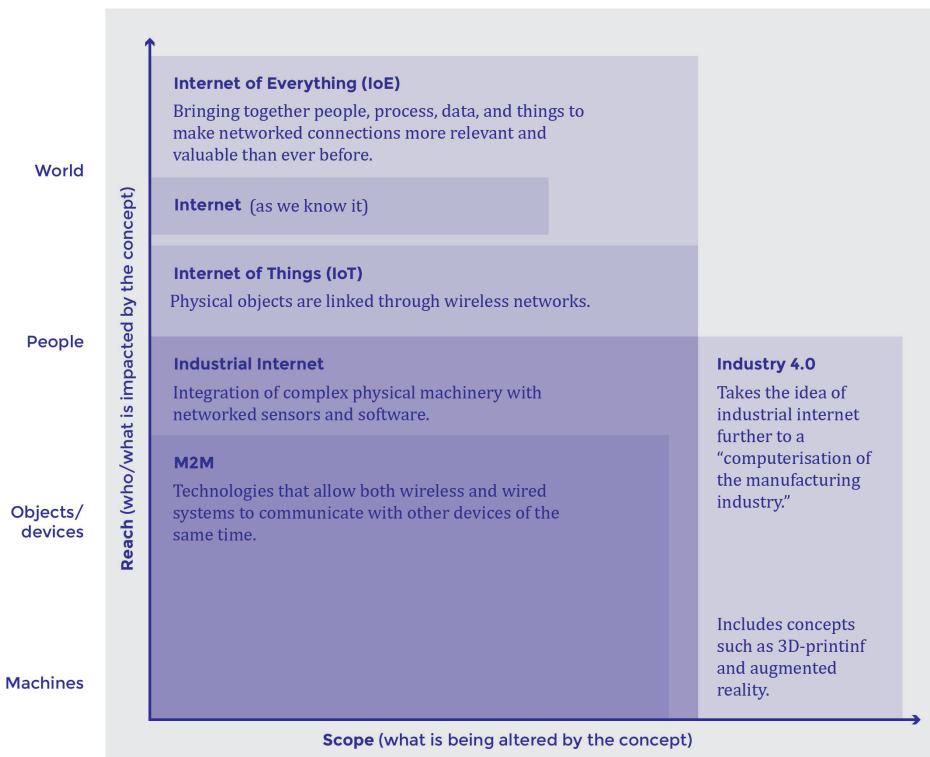 Internet of Everything (IoE)
Bringing together people, process, data, and things to
make networked connections more relevant and
valuable than ever before.
World
Internet (as we know it)
Internet of Things (IoT)
Physical objects are linked through wireless networks.
People
Industrial Internet
Integration of complex physical machinery with
networked sensors and software.
Industry 4.0
Takes the idea of
industrial internet
further to a
“computerisation of
the manufacturing
industry.”
M2M
Technologies that allow both wireless and wired
systems to communicate with other devices of the
same time.
Objects/
devices
Includes concepts
such as 3D-printinf
and augmented
reality.
Machines
Reach (who/what is impacted by the concept)
Scope (what is being altered by the concept)